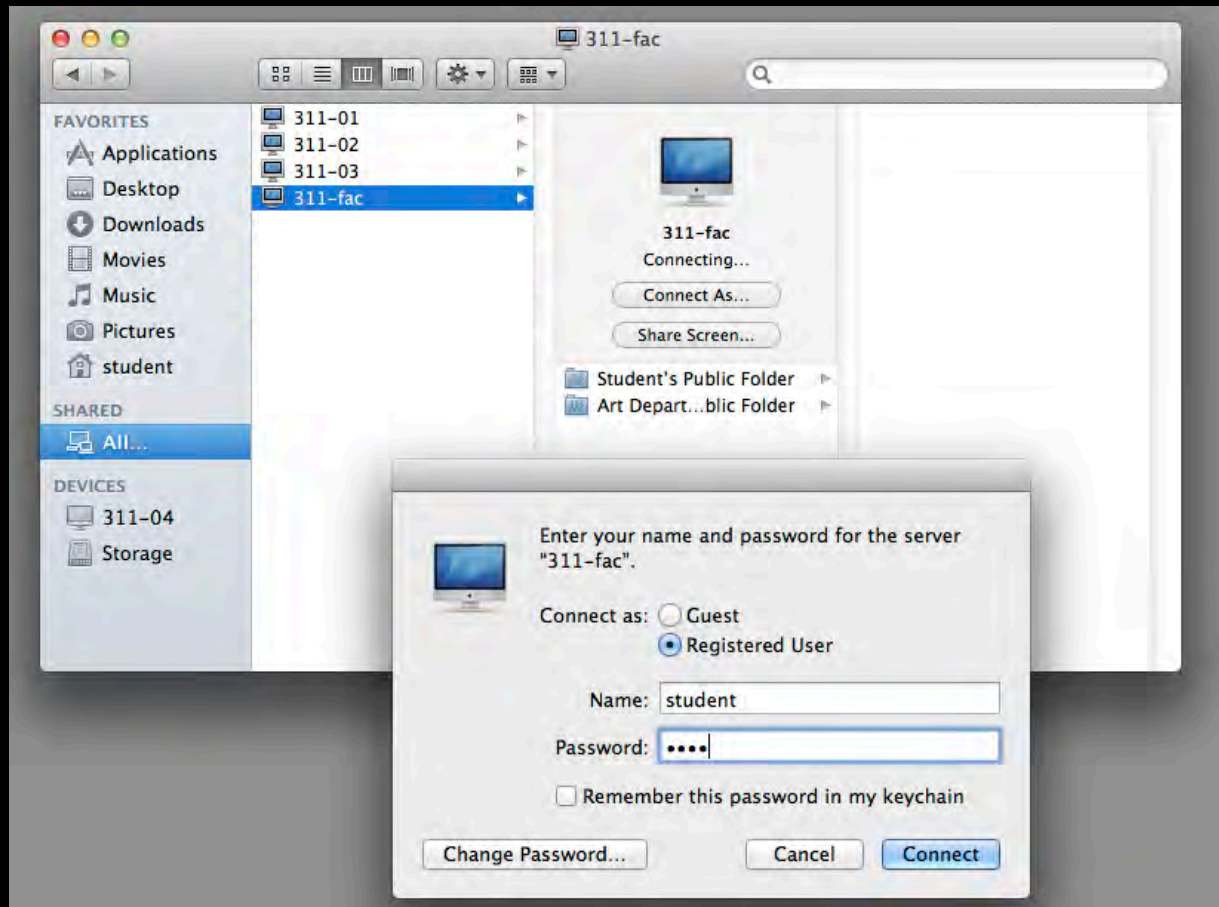 311-fac
FAVORITES
Applications
Desktop
Downloads
Movies
Music
Pictures
student
SHARED
All...
DEVICES
311-04
Storage
311-01
311-02
311-03
311-fac
311-fac
Connecting...
Connect As...
Share Screen...
Student's Public Folder
Art Depart...blic Folder
Enter your name and password for the server
"311-fac".
Connect as: Guest
Registered User
Name: student
Password: ••••
Remember this password in my keychain
Change Password... Cancel Connect